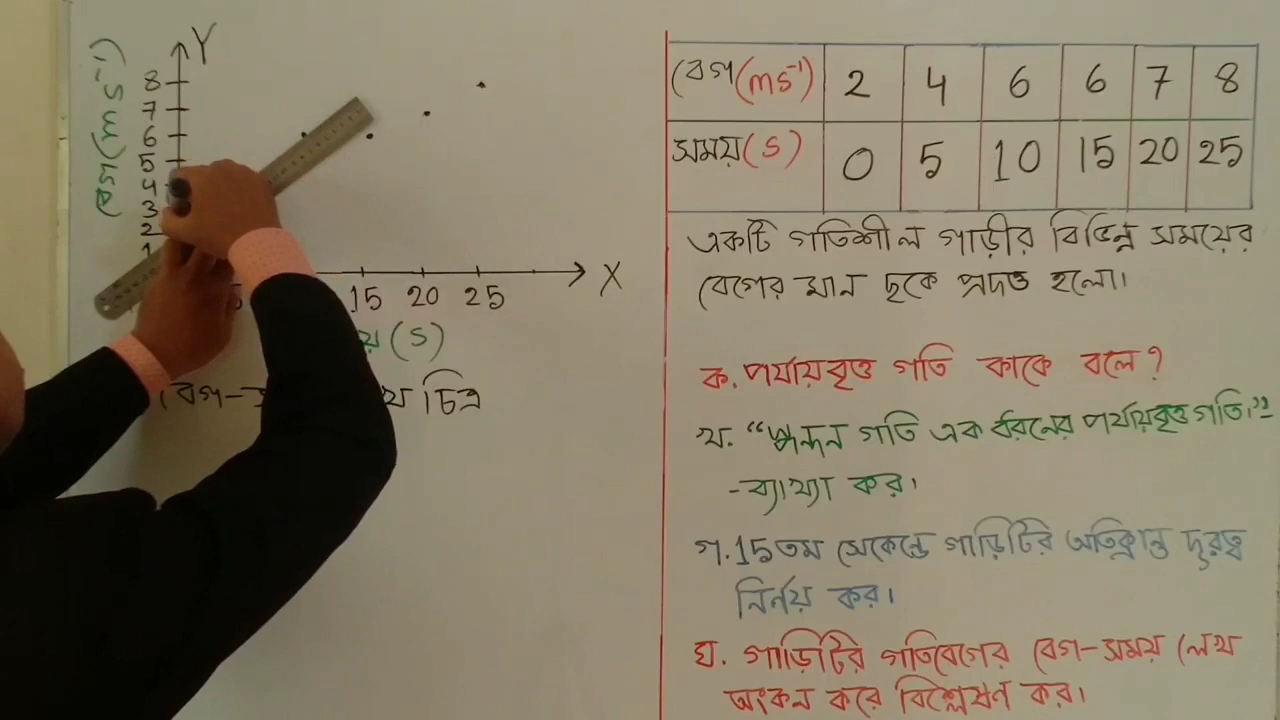 Y
8
7
6
5
4
3
2
1
বেগ(ms⁻¹)
15 20 25 X
(s)
বেগ-
চিত্র
বেগ(ms⁻¹) 2 4 6 6 7 8
সময়(s) 0 5 10 15 20 25
একটি গতিশীল গাড়ীর বিভিন্ন সময়ের
বেগের মান ছকে প্রদত্ত হলো।
ক. পর্যায়বৃত্ত গতি কাকে বলে?
খ. “স্পন্দন গতি এক ধরনের পর্যায়বৃত্ত গতি।”
-ব্যাখ্যা কর।
গ. 15তম সেকেন্ডে গাড়িটির অতিক্রান্ত দূরত্ব
নির্ণয় কর।
ঘ. গাড়িটির গতিবেগের বেগ-সময় লেখ
অংকন করে বিশ্লেষণ কর।